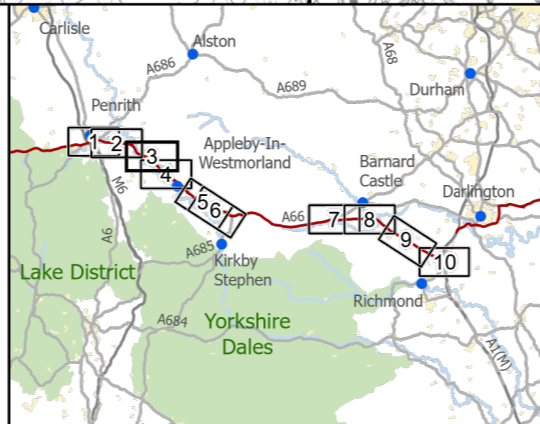 Carlisle
Alston
A68
A686
A689
Durham
Penrith
1
2
3
4
5
6
Appleby-In-
Westmorland
Barnard
Castle
Darlington
M6
A66
7
8
9
10
A6
A685
Kirkby
Stephen
Lake District
Richmond
A684
Yorkshire
Dales
A1(M)